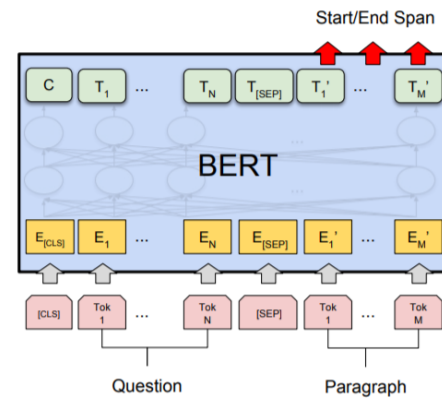 Start/End Span
C T1 ... TN T[SEP] T1' ... TM'
...
BERT
...
E[CLS] E1 ... EN E[SEP] E1' ... EM'
[CLS] Tok 1 ... Tok N [SEP] Tok 1 ... Tok M
Question Paragraph